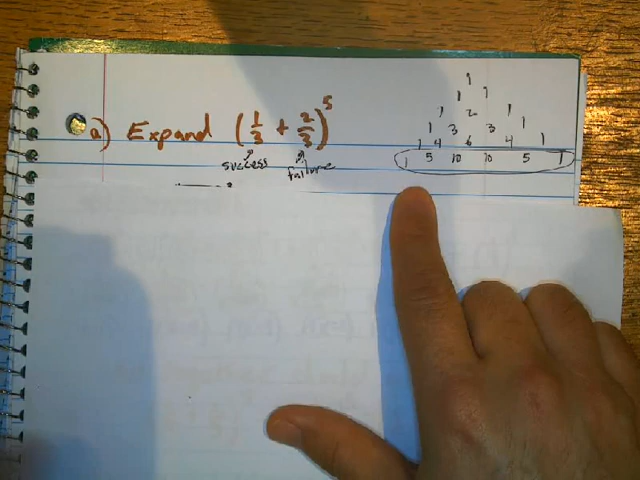 a) Expand (1/3 + 2/3)^5
success failure
1
1 1
1 2 1
1 3 3 1
1 4 6 4 1
1 5 10 10 5 1